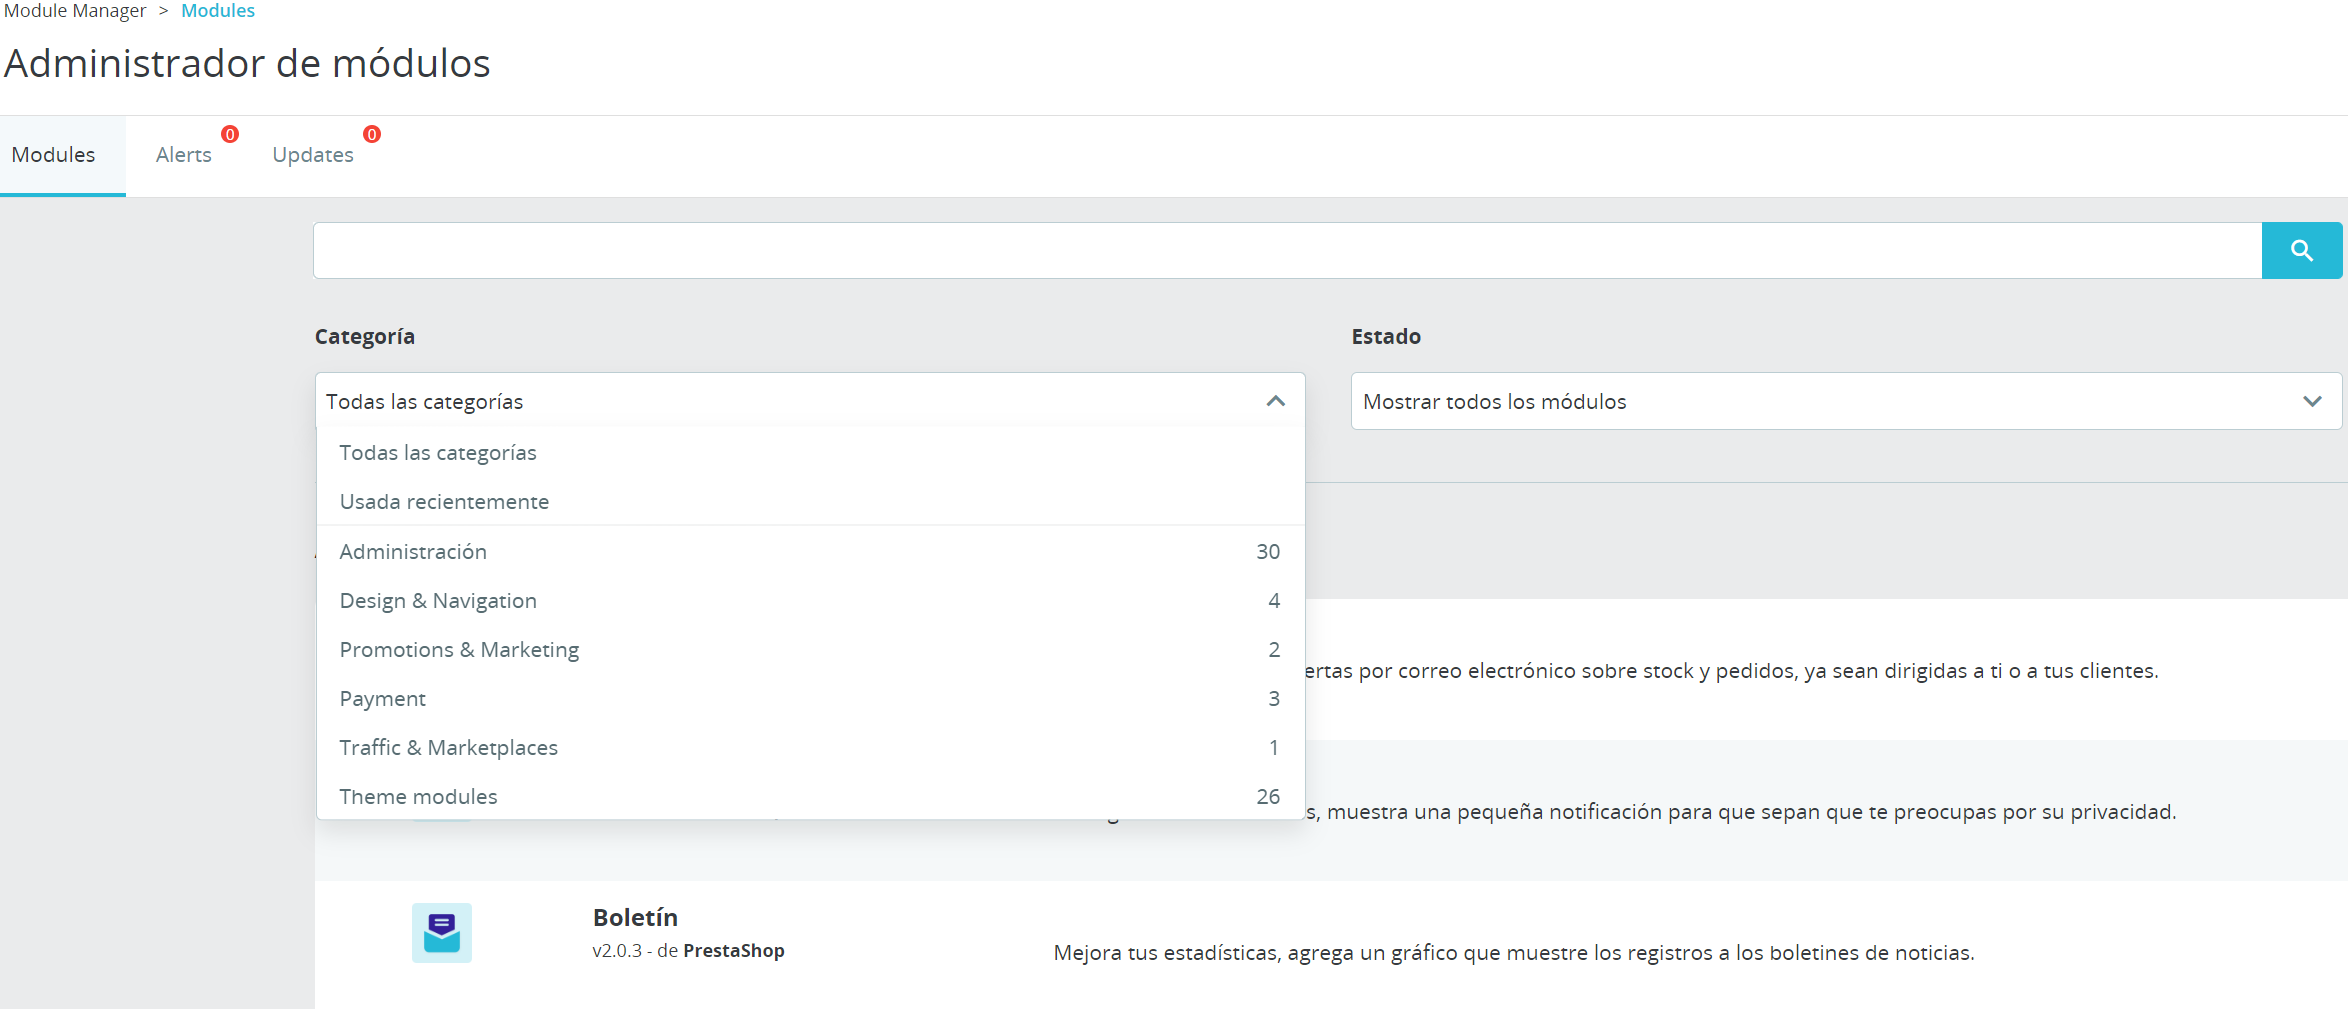 Module Manager > Modules
Administrador de módulos
Modules
Alerts 0
Updates 0
Categoría
Estado
Todas las categorías
Mostrar todos los módulos
Todas las categorías
Usada recientemente
Administración 30
Design & Navigation 4
Promotions & Marketing 2
Payment 3
Traffic & Marketplaces 1
Theme modules 26
ertas por correo electrónico sobre stock y pedidos, ya sean dirigidas a ti o a tus clientes.
s, muestra una pequeña notificación para que sepan que te preocupas por su privacidad.
Boletín
v2.0.3 - de PrestaShop
Mejora tus estadísticas, agrega un gráfico que muestre los registros a los boletines de noticias.